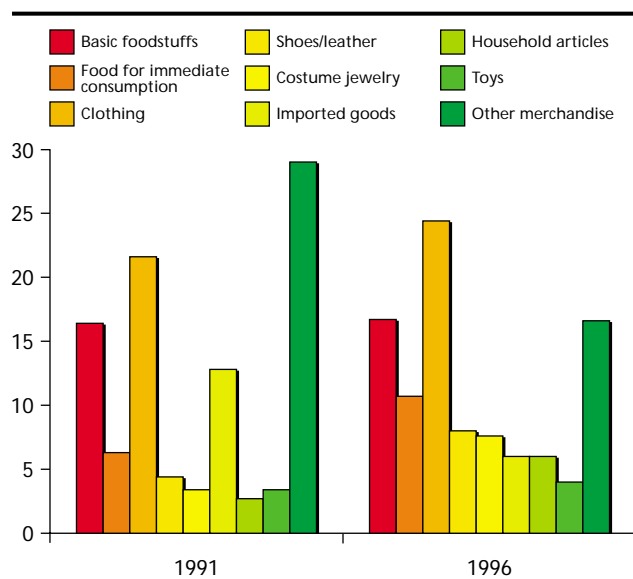 Basic foodstuffs
Food for immediate
consumption
Clothing
Shoes/leather
Costume jewelry
Imported goods
Household articles
Toys
Other merchandise
30
25
20
15
10
5
0
1991
1996